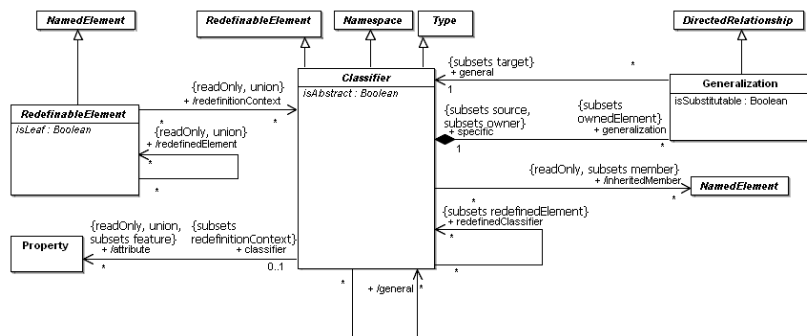 NamedElement
RedefinableElement
Namespace
Type
DirectedRelationship
Classifier
isAbstract : Boolean
{subsets target}
+ general
1
*
Generalization
isSubstitutable : Boolean
RedefinableElement
isLeaf : Boolean
{readOnly, union}
+ /redefinitionContext
*
*
{readOnly, union}
+ /redefinedElement
*
*
{subsets source,
subsets owner}
+ specific
1
{subsets
ownedElement}
+ generalization
*
{readOnly, subsets member}
+ /inheritedMember
*
*
NamedElement
{subsets redefinedElement}
+ redefinedClassifier
*
*
Property
{readOnly, union,
subsets feature}
+ /attribute
*
{subsets
redefinitionContext}
+ classifier
0..1
*
+ /general
*